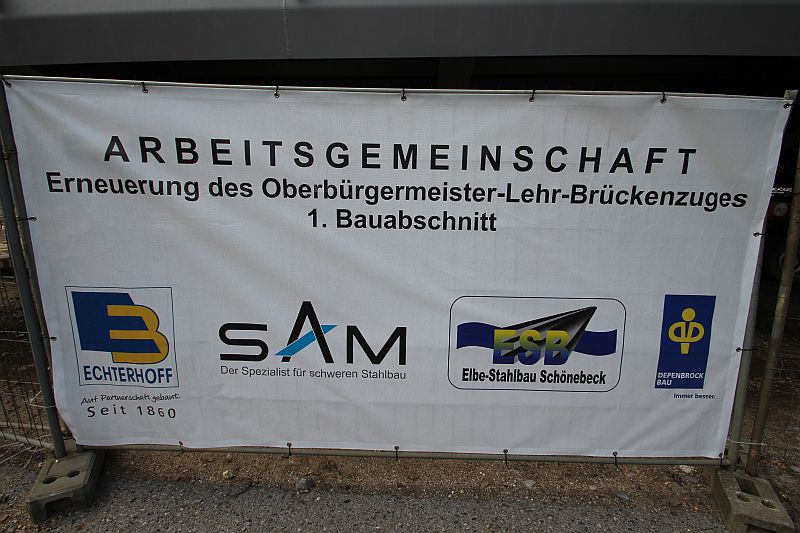 ARBEITSGEMEINSCHAFT
Erneuerung des Oberbürgermeister-Lehr-Brückenzuges
1. Bauabschnitt
ECHTERHOFF
Auf Partnerschaft gebaut.
Seit 1860
SAM
Der Spezialist für schweren Stahlbau
ESB
Elbe-Stahlbau Schönebeck
DEPENBROCK
BAU
Immer besser.